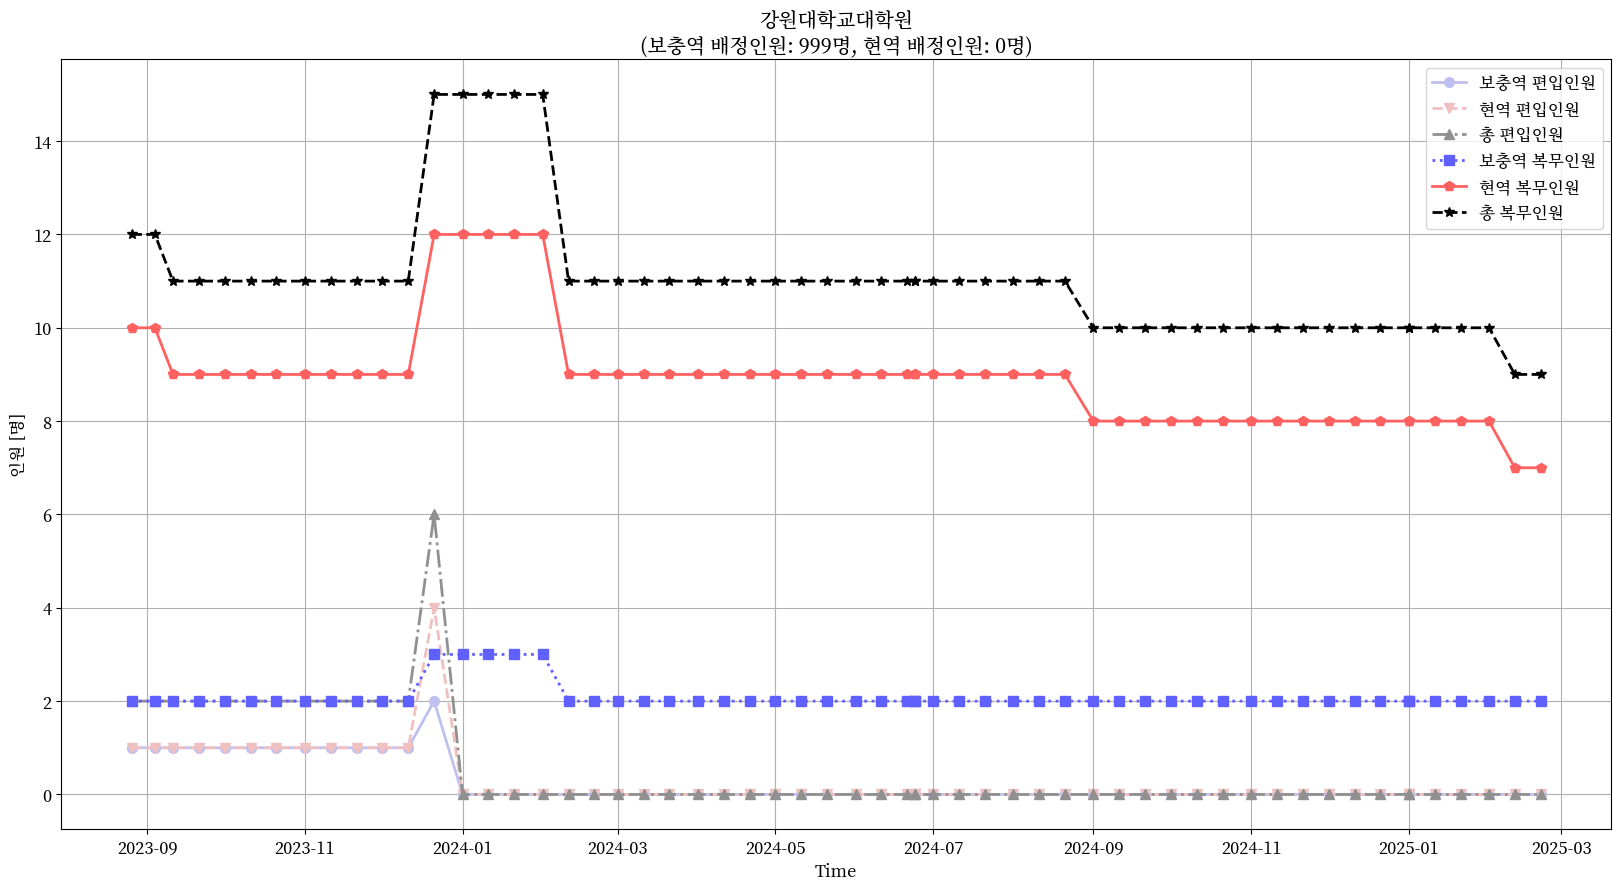 강원대학교대학원
(보충역 배정인원: 999명, 현역 배정인원: 0명)
보충역 편입인원
현역 편입인원
총 편입인원
보충역 복무인원
현역 복무인원
총 복무인원
인원 [명]
14
12
10
8
6
4
2
0
2023-09 2023-11 2024-01 2024-03 2024-05 2024-07 2024-09 2024-11 2025-01 2025-03
Time